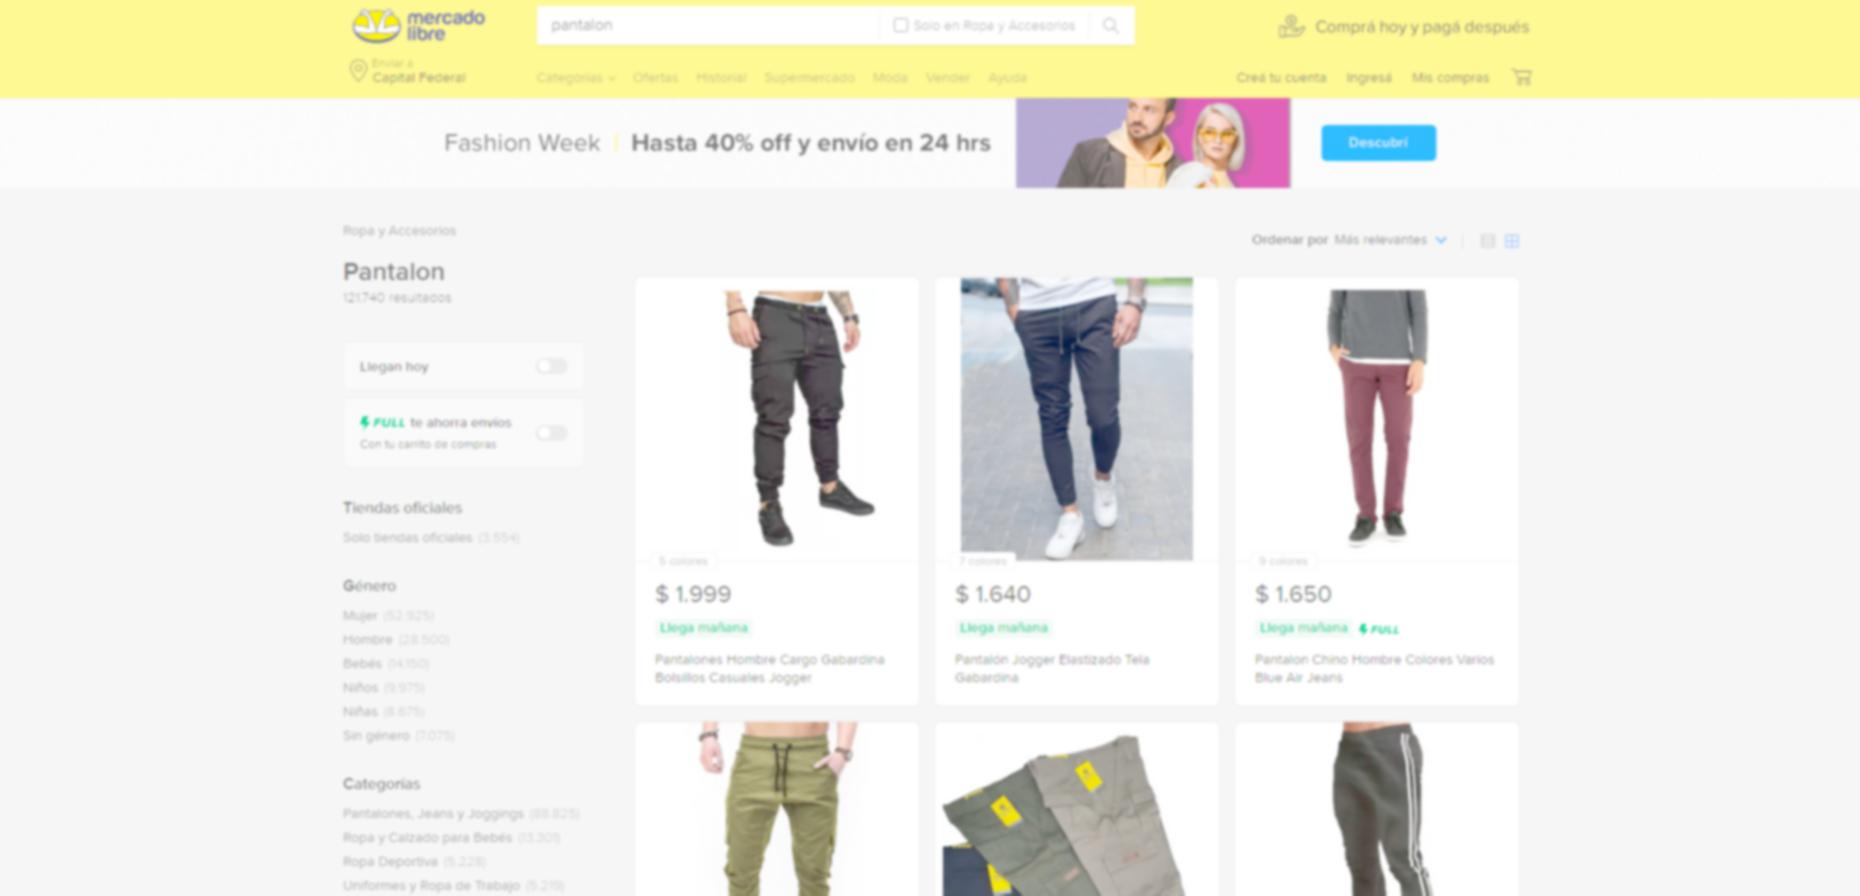 mercado
libre
pantalon
Solo en Ropa y Accesorios
Comprá hoy y pagá después
Enviar a
Capital Federal
Categorías Ofertas Historial Supermercado Moda Vender Ayuda
Creá tu cuenta Ingresá Mis compras
Fashion Week | Hasta 40% off y envío en 24 hrs
Descubrí
Ropa y Accesorios
Ordenar por Más relevantes
Pantalon
121.740 resultados
Llegan hoy
FULL te ahorra envíos
Con tu carrito de compras
Tiendas oficiales
Solo tiendas oficiales (3.554)
Género
Mujer (52.925)
Hombre (28.500)
Bebés (14.150)
Niños (9.975)
Niñas (8.675)
Sin género (7.075)
Categorías
Pantalones, Jeans y Joggings (88.825)
Ropa y Calzado para Bebés (13.301)
Ropa Deportiva (5.228)
Uniformes y Ropa de Trabajo (5.219)
5 colores
$ 1.999
Llega mañana
Pantalones Hombre Cargo Gabardina
Bolsillos Casuales Jogger
7 colores
$ 1.640
Llega mañana
Pantalón Jogger Elastizado Tela
Gabardina
9 colores
$ 1.650
Llega mañana FULL
Pantalon Chino Hombre Colores Varios
Blue Air Jeans